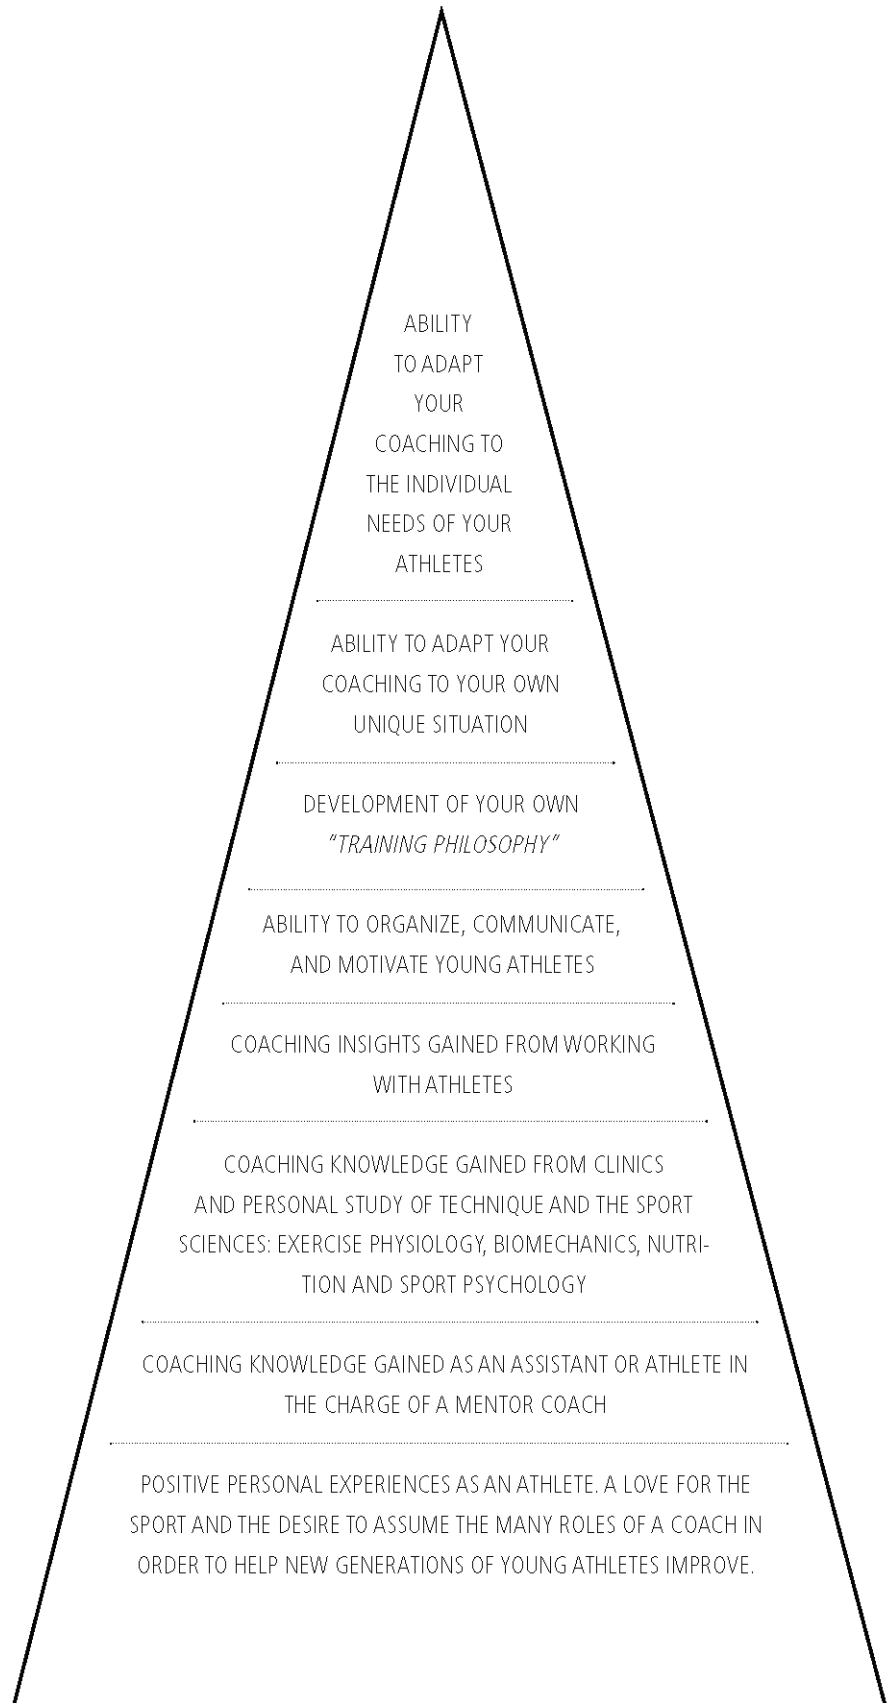 ABILITY
TO ADAPT
YOUR
COACHING TO
THE INDIVIDUAL
NEEDS OF YOUR
ATHLETES
ABILITY TO ADAPT YOUR
COACHING TO YOUR OWN
UNIQUE SITUATION
DEVELOPMENT OF YOUR OWN
“TRAINING PHILOSOPHY”
ABILITY TO ORGANIZE, COMMUNICATE,
AND MOTIVATE YOUNG ATHLETES
COACHING INSIGHTS GAINED FROM WORKING
WITH ATHLETES
COACHING KNOWLEDGE GAINED FROM CLINICS
AND PERSONAL STUDY OF TECHNIQUE AND THE SPORT
SCIENCES: EXERCISE PHYSIOLOGY, BIOMECHANICS, NUTRI-
TION AND SPORT PSYCHOLOGY
COACHING KNOWLEDGE GAINED AS AN ASSISTANT OR ATHLETE IN
THE CHARGE OF A MENTOR COACH
POSITIVE PERSONAL EXPERIENCES AS AN ATHLETE. A LOVE FOR THE
SPORT AND THE DESIRE TO ASSUME THE MANY ROLES OF A COACH IN
ORDER TO HELP NEW GENERATIONS OF YOUNG ATHLETES IMPROVE.